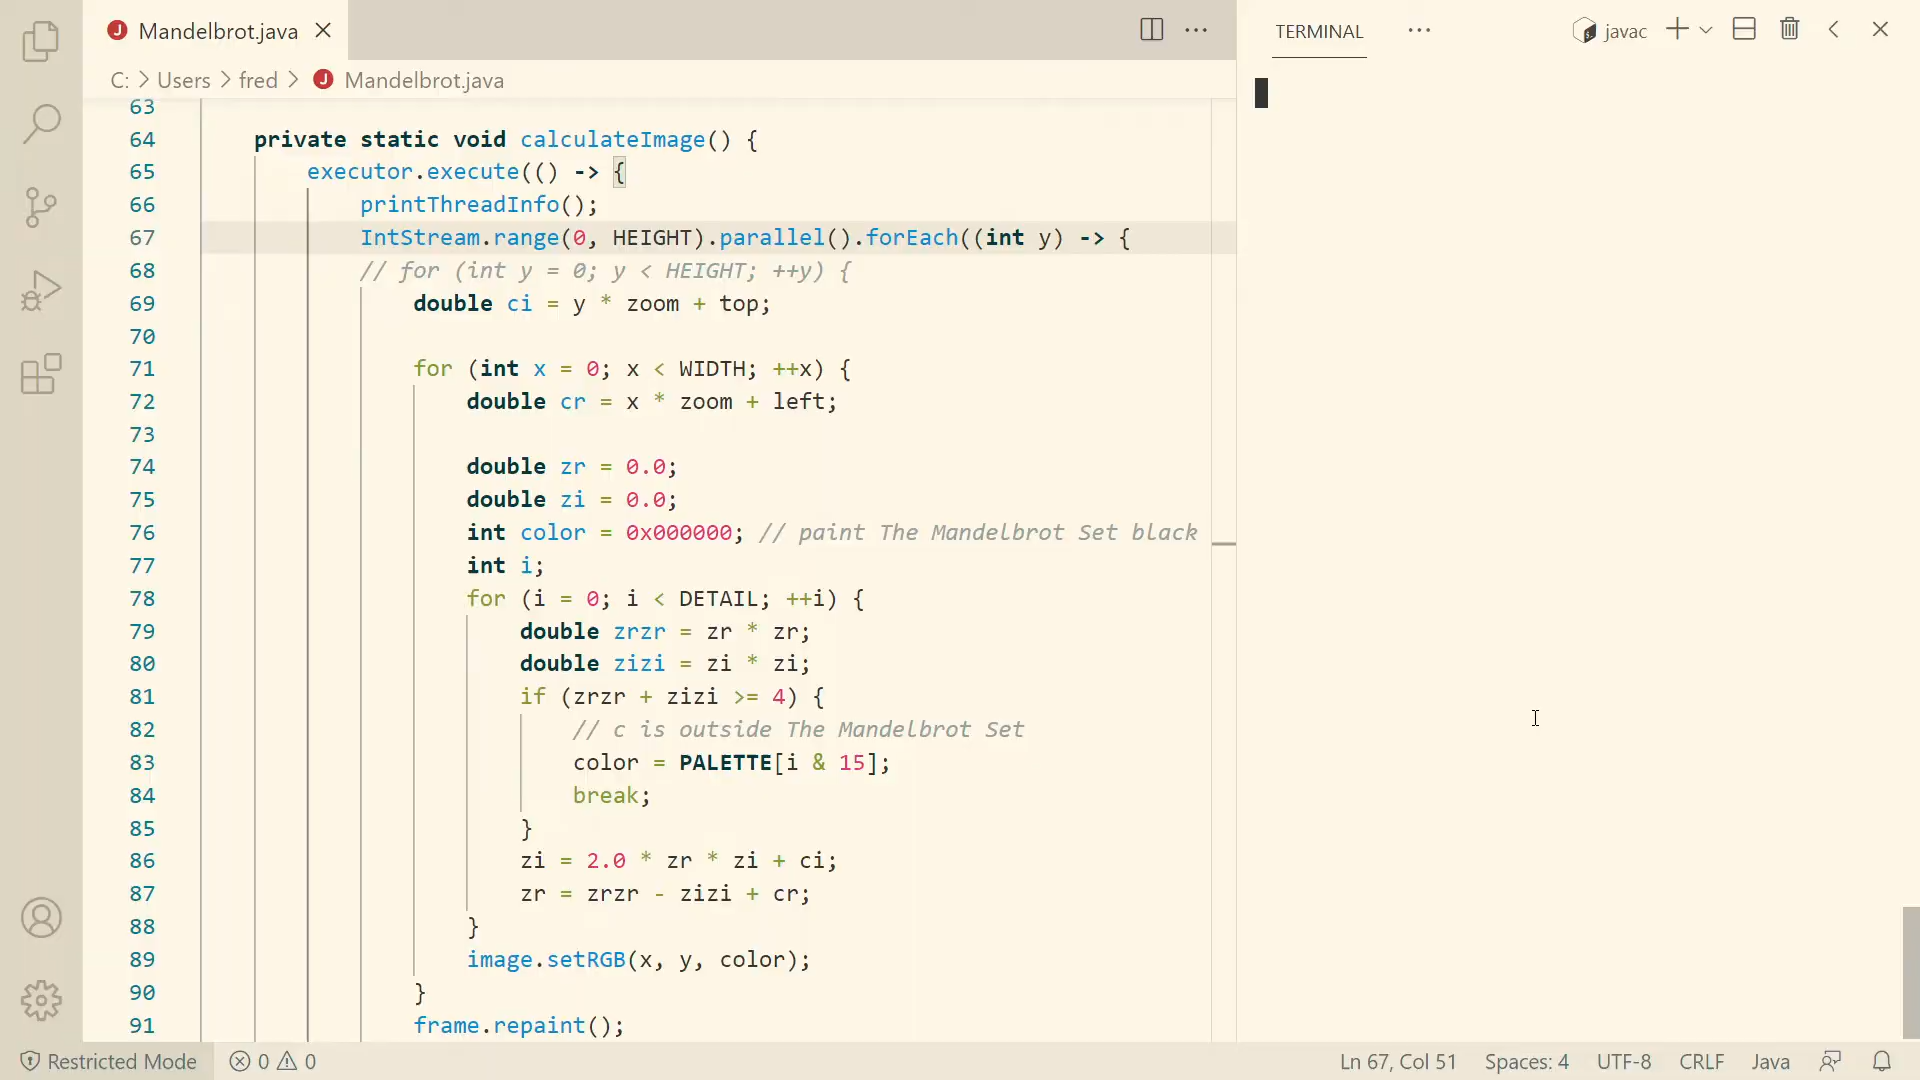 Mandelbrot.java
TERMINAL
javac
C: > Users > fred > Mandelbrot.java
63
64 private static void calculateImage() {
65 executor.execute(() -> {
66 printThreadInfo();
67 IntStream.range(0, HEIGHT).parallel().forEach((int y) -> {
68 // for (int y = 0; y < HEIGHT; ++y) {
69 double ci = y * zoom + top;
70
71 for (int x = 0; x < WIDTH; ++x) {
72 double cr = x * zoom + left;
73
74 double zr = 0.0;
75 double zi = 0.0;
76 int color = 0x000000; // paint The Mandelbrot Set black
77 int i;
78 for (i = 0; i < DETAIL; ++i) {
79 double zrzr = zr * zr;
80 double zizi = zi * zi;
81 if (zrzr + zizi >= 4) {
82 // c is outside The Mandelbrot Set
83 color = PALETTE[i & 15];
84 break;
85 }
86 zi = 2.0 * zr * zi + ci;
87 zr = zrzr - zizi + cr;
88 }
89 image.setRGB(x, y, color);
90 }
91 frame.repaint();
Restricted Mode 0 0 Ln 67, Col 51 Spaces: 4 UTF-8 CRLF Java